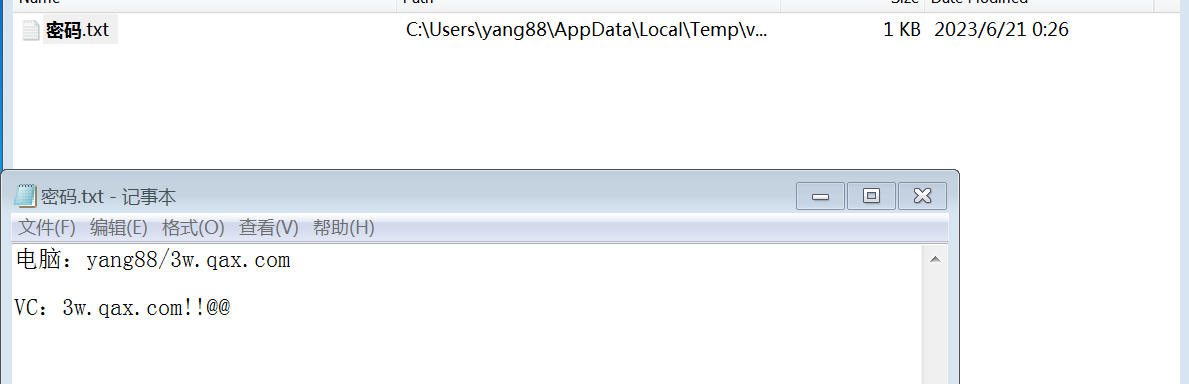 Name Path Size Date Modified
密码.txt C:\Users\yang88\AppData\Local\Temp\v... 1 KB 2023/6/21 0:26
密码.txt - 记事本
文件(F) 编辑(E) 格式(O) 查看(V) 帮助(H)
电脑：yang88/3w.qax.com
VC：3w.qax.com!!@@